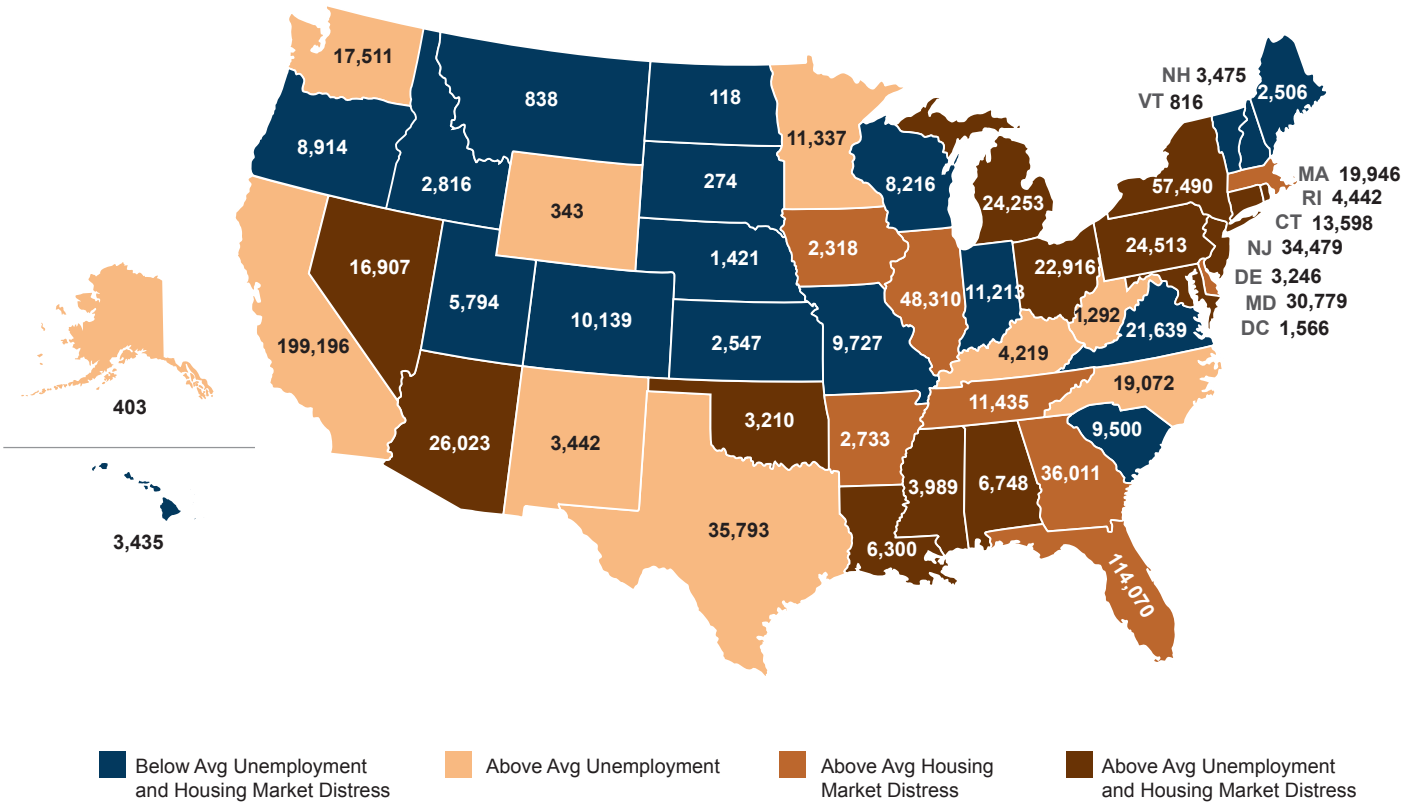 17,511
838
118
11,337
NH 3,475
VT 816
2,506
8,914
2,816
343
274
8,216
24,253
57,490
MA 19,946
RI 4,442
CT 13,598
NJ 34,479
DE 3,246
MD 30,779
DC 1,566
16,907
5,794
1,421
2,318
48,310
11,213
22,916
24,513
1,292
21,639
199,196
10,139
2,547
9,727
4,219
19,072
403
26,023
3,442
3,210
2,733
11,435
9,500
3,435
35,793
6,300
3,989
6,748
36,011
114,070
Below Avg Unemployment
and Housing Market Distress
Above Avg Unemployment
Above Avg Housing
Market Distress
Above Avg Unemployment
and Housing Market Distress